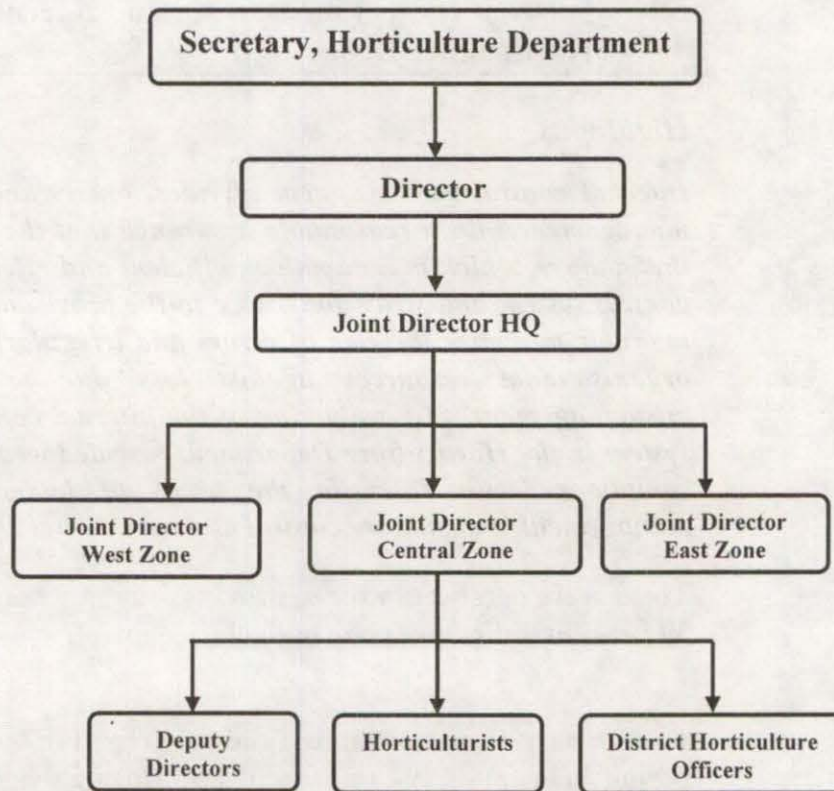 Secretary, Horticulture Department
Director
Joint Director HQ
Joint Director
West Zone
Joint Director
Central Zone
Joint Director
East Zone
Deputy
Directors
Horticulturists
District Horticulture
Officers